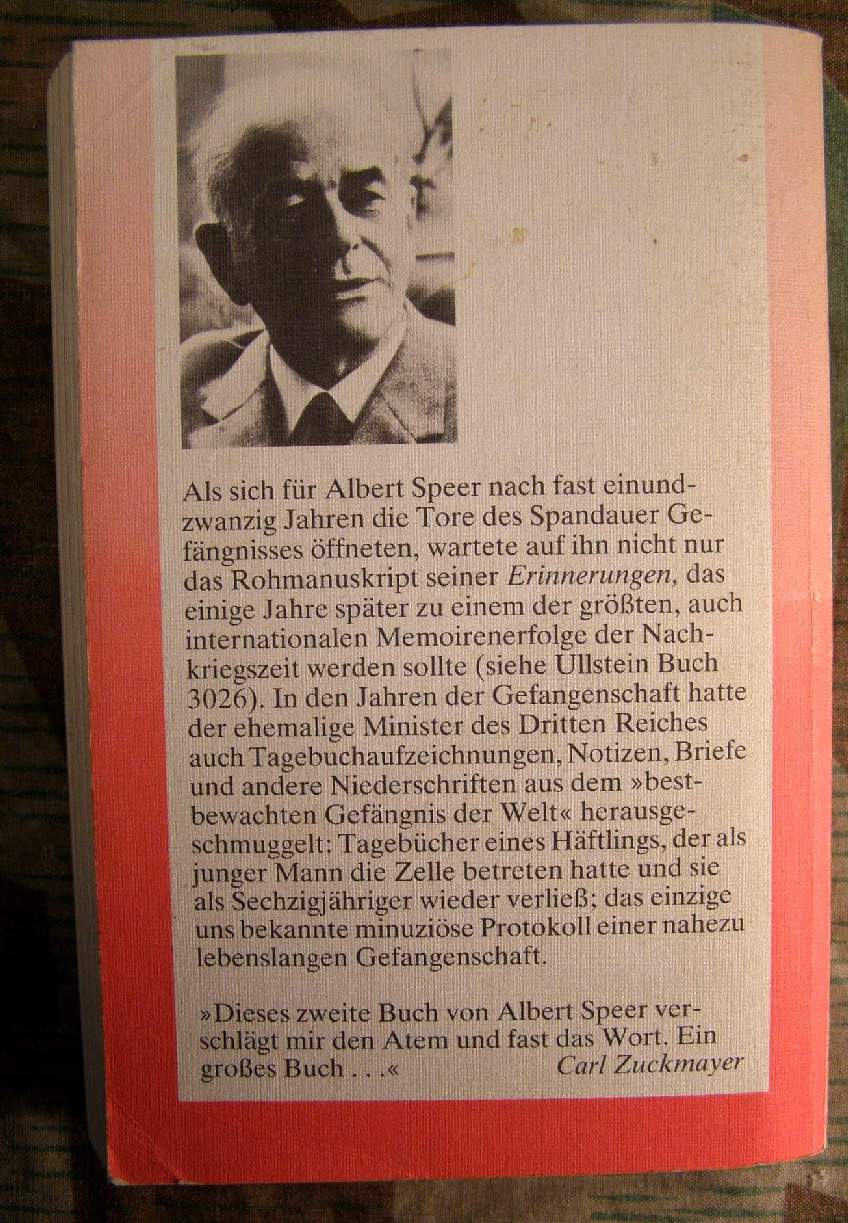 Als sich für Albert Speer nach fast einund-
zwanzig Jahren die Tore des Spandauer Ge-
fängnisses öffneten, wartete auf ihn nicht nur
das Rohmanuskript seiner Erinnerungen, das
einige Jahre später zu einem der größten, auch
internationalen Memoirenerfolge der Nach-
kriegszeit werden sollte (siehe Ullstein Buch
3026). In den Jahren der Gefangenschaft hatte
der ehemalige Minister des Dritten Reiches
auch Tagebuchaufzeichnungen, Notizen, Briefe
und andere Niederschriften aus dem »best-
bewachten Gefängnis der Welt« herausge-
schmuggelt: Tagebücher eines Häftlings, der als
junger Mann die Zelle betreten hatte und sie
als Sechzigjähriger wieder verließ; das einzige
uns bekannte minuziöse Protokoll einer nahezu
lebenslangen Gefangenschaft.
»Dieses zweite Buch von Albert Speer ver-
schlägt mir den Atem und fast das Wort. Ein
großes Buch . . .« Carl Zuckmayer